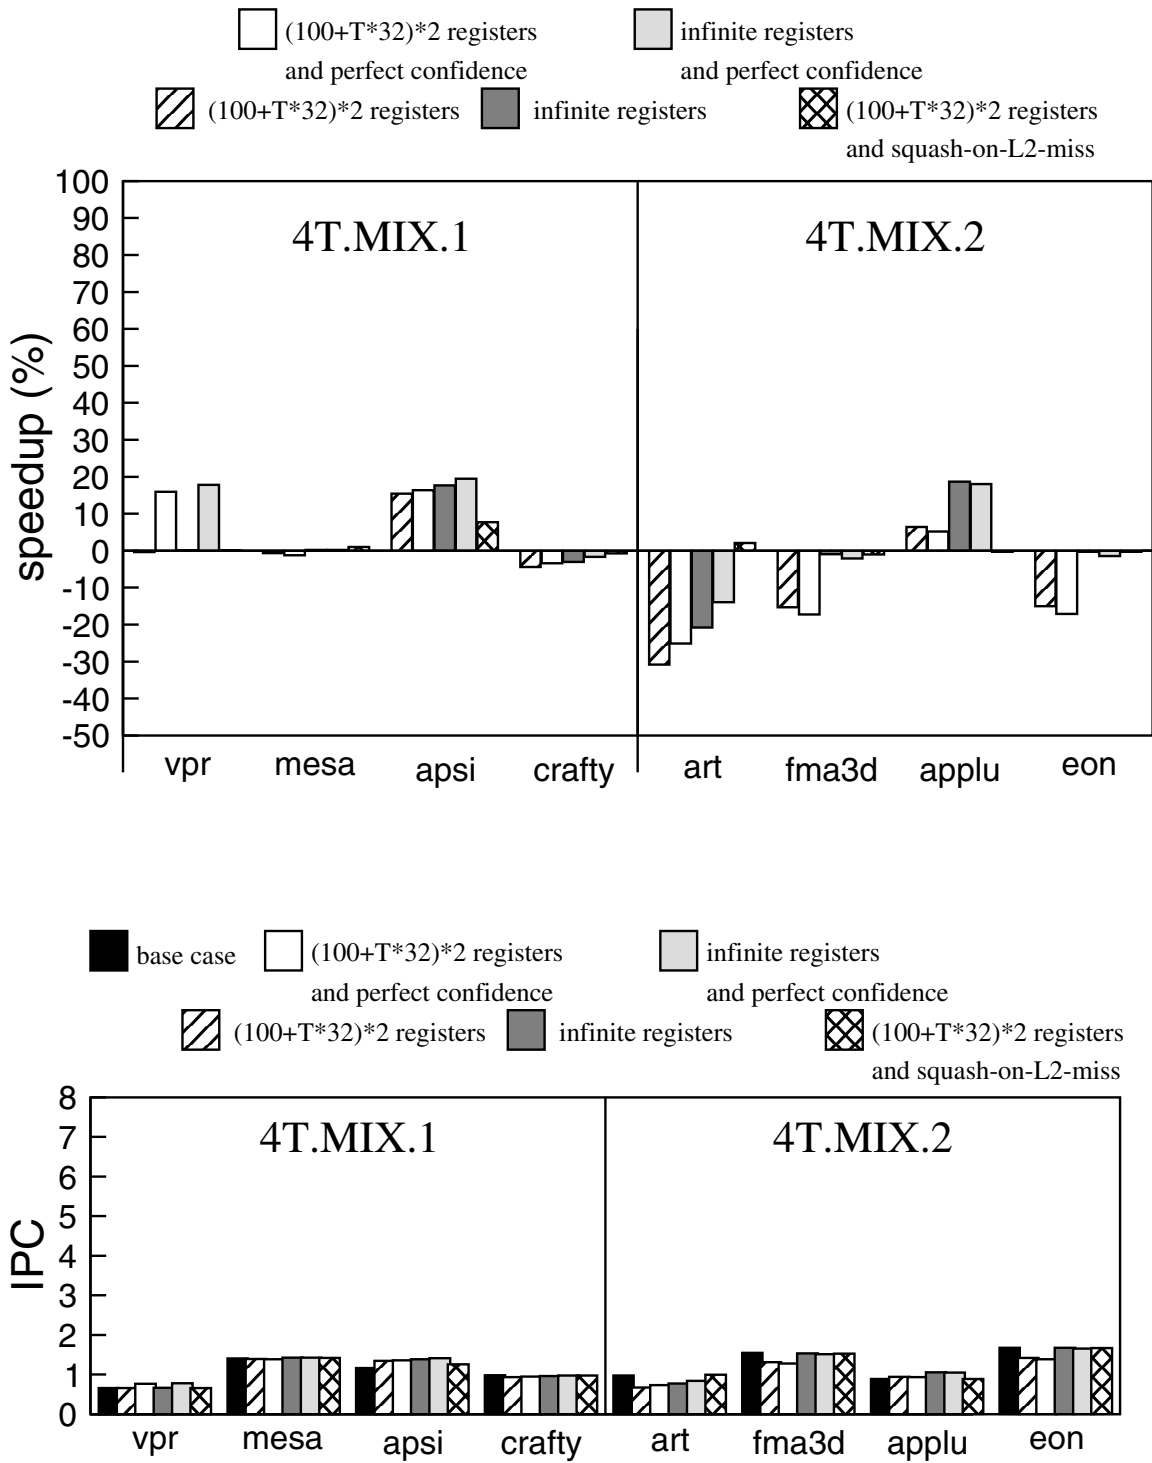 (100+T*32)*2 registers
and perfect confidence
infinite registers
and perfect confidence
(100+T*32)*2 registers
infinite registers
(100+T*32)*2 registers
and squash-on-L2-miss
speedup (%)
100
90
80
70
60
50
40
30
20
10
0
-10
-20
-30
-40
-50
4T.MIX.1
4T.MIX.2
vpr
mesa
apsi
crafty
art
fma3d
applu
eon
base case
(100+T*32)*2 registers
and perfect confidence
infinite registers
and perfect confidence
(100+T*32)*2 registers
infinite registers
(100+T*32)*2 registers
and squash-on-L2-miss
IPC
8
7
6
5
4
3
2
1
0
4T.MIX.1
4T.MIX.2
vpr
mesa
apsi
crafty
art
fma3d
applu
eon